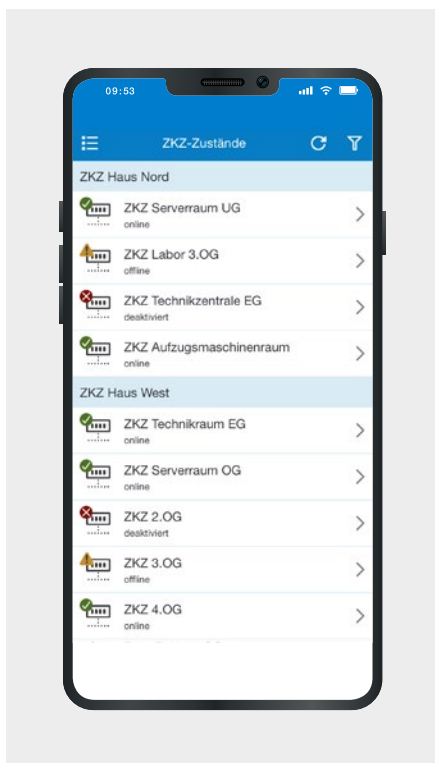 09:53
ZKZ-Zustände
ZKZ Haus Nord
ZKZ Serverraum UG
online
ZKZ Labor 3.OG
offline
ZKZ Technikzentrale EG
deaktiviert
ZKZ Aufzugsmaschinenraum
online
ZKZ Haus West
ZKZ Technikraum EG
online
ZKZ Serverraum OG
online
ZKZ 2.OG
deaktiviert
ZKZ 3.OG
offline
ZKZ 4.OG
online